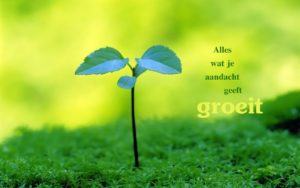 Alles
wat je
aandacht
geeft
groeit